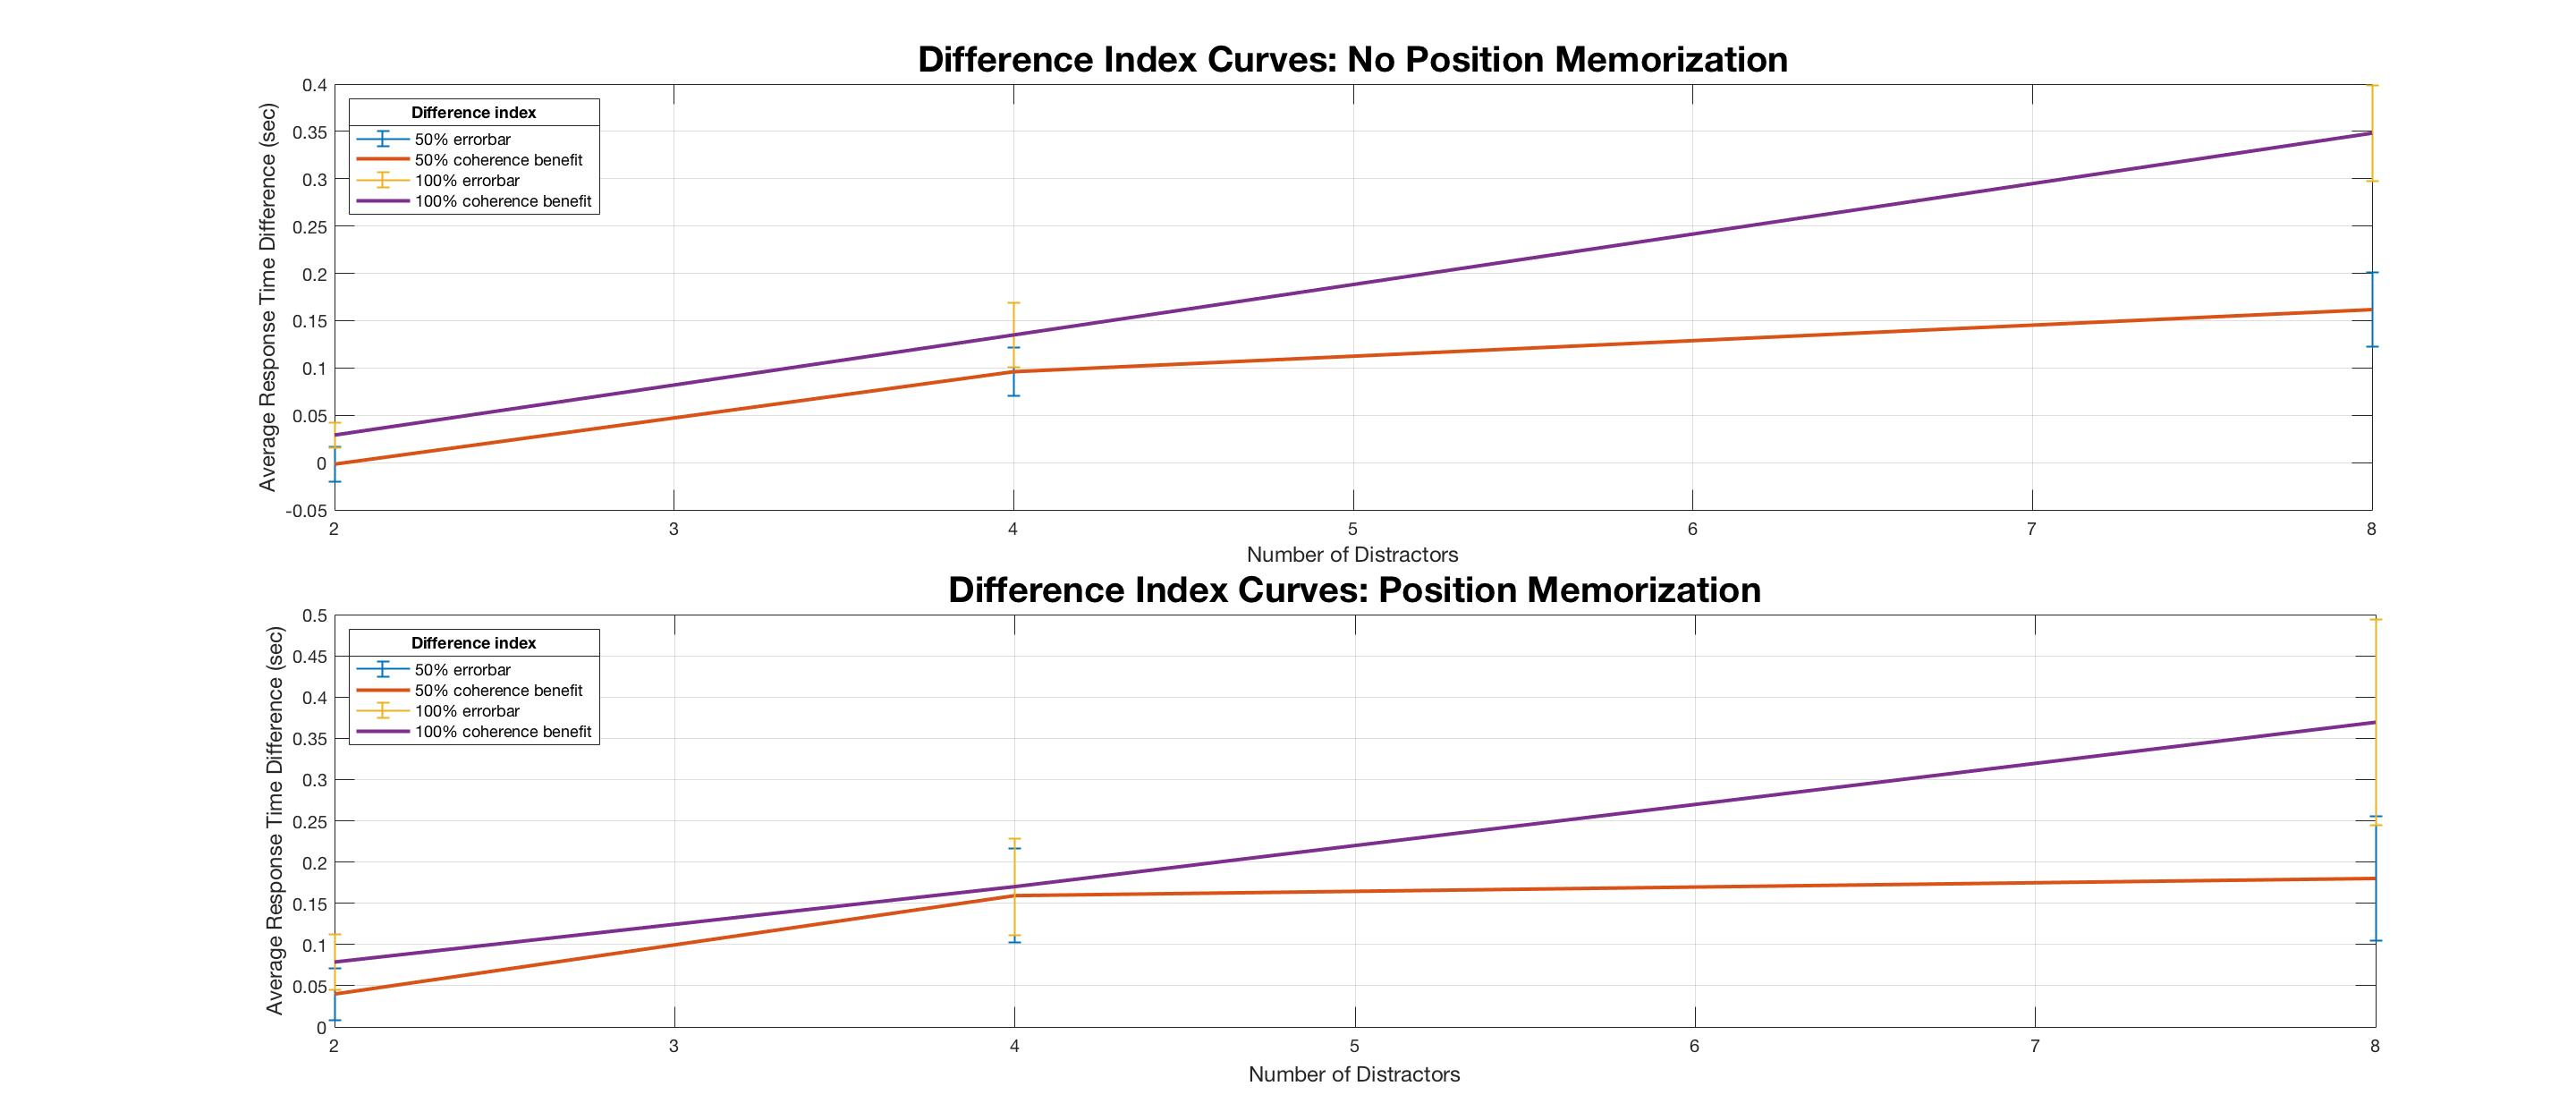 Difference Index Curves: No Position Memorization
Average Response Time Difference (sec)
0.4
0.35
0.3
0.25
0.2
0.15
0.1
0.05
0
-0.05
Difference index
50% errorbar
50% coherence benefit
100% errorbar
100% coherence benefit
2 3 4 5 6 7 8
Number of Distractors
Difference Index Curves: Position Memorization
Average Response Time Difference (sec)
0.5
0.45
0.4
0.35
0.3
0.25
0.2
0.15
0.1
0.05
0
Difference index
50% errorbar
50% coherence benefit
100% errorbar
100% coherence benefit
2 3 4 5 6 7 8
Number of Distractors